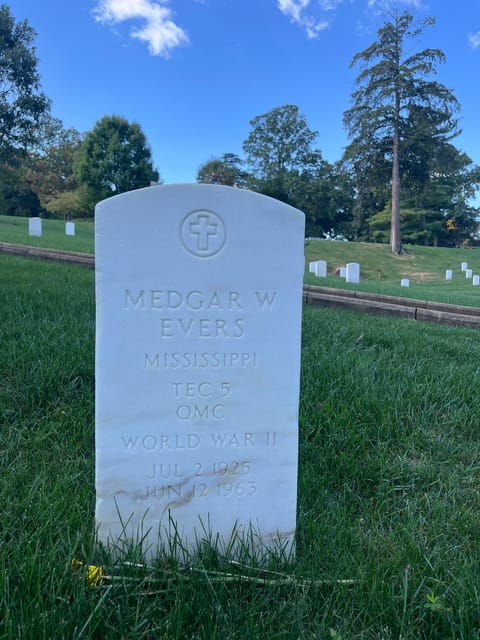 MEDGAR W
EVERS
MISSISSIPPI
TEC 5
QMC
WORLD WAR II
JUL 2 1925
JUN 12 1963